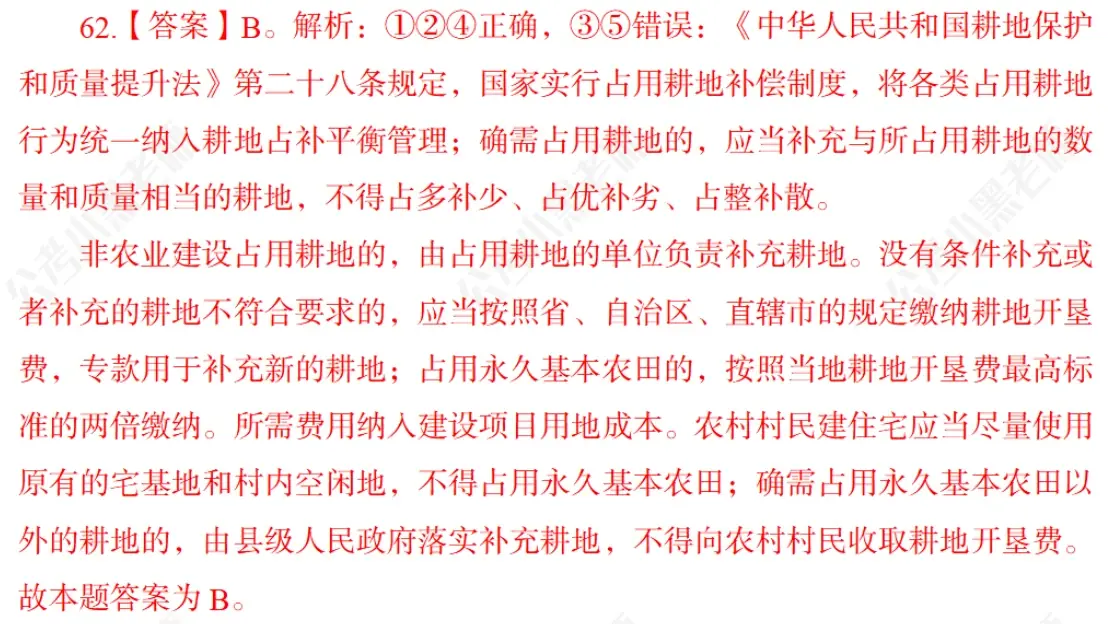 62.【答案】B。解析：①②④正确，③⑤错误：《中华人民共和国耕地保护
和质量提升法》第二十八条规定，国家实行占用耕地补偿制度，将各类占用耕地
行为统一纳入耕地占补平衡管理；确需占用耕地的，应当补充与所占用耕地的数
量和质量相当的耕地，不得占多补少、占优补劣、占整补散。
非农业建设占用耕地的，由占用耕地的单位负责补充耕地。没有条件补充或
者补充的耕地不符合要求的，应当按照省、自治区、直辖市的规定缴纳耕地开垦
费，专款用于补充新的耕地；占用永久基本农田的，按照当地耕地开垦费最高标
准的两倍缴纳。所需费用纳入建设项目用地成本。农村村民建住宅应当尽量使用
原有的宅基地和村内空闲地，不得占用永久基本农田；确需占用永久基本农田以
外的耕地的，由县级人民政府落实补充耕地，不得向农村村民收取耕地开垦费。
故本题答案为 B。